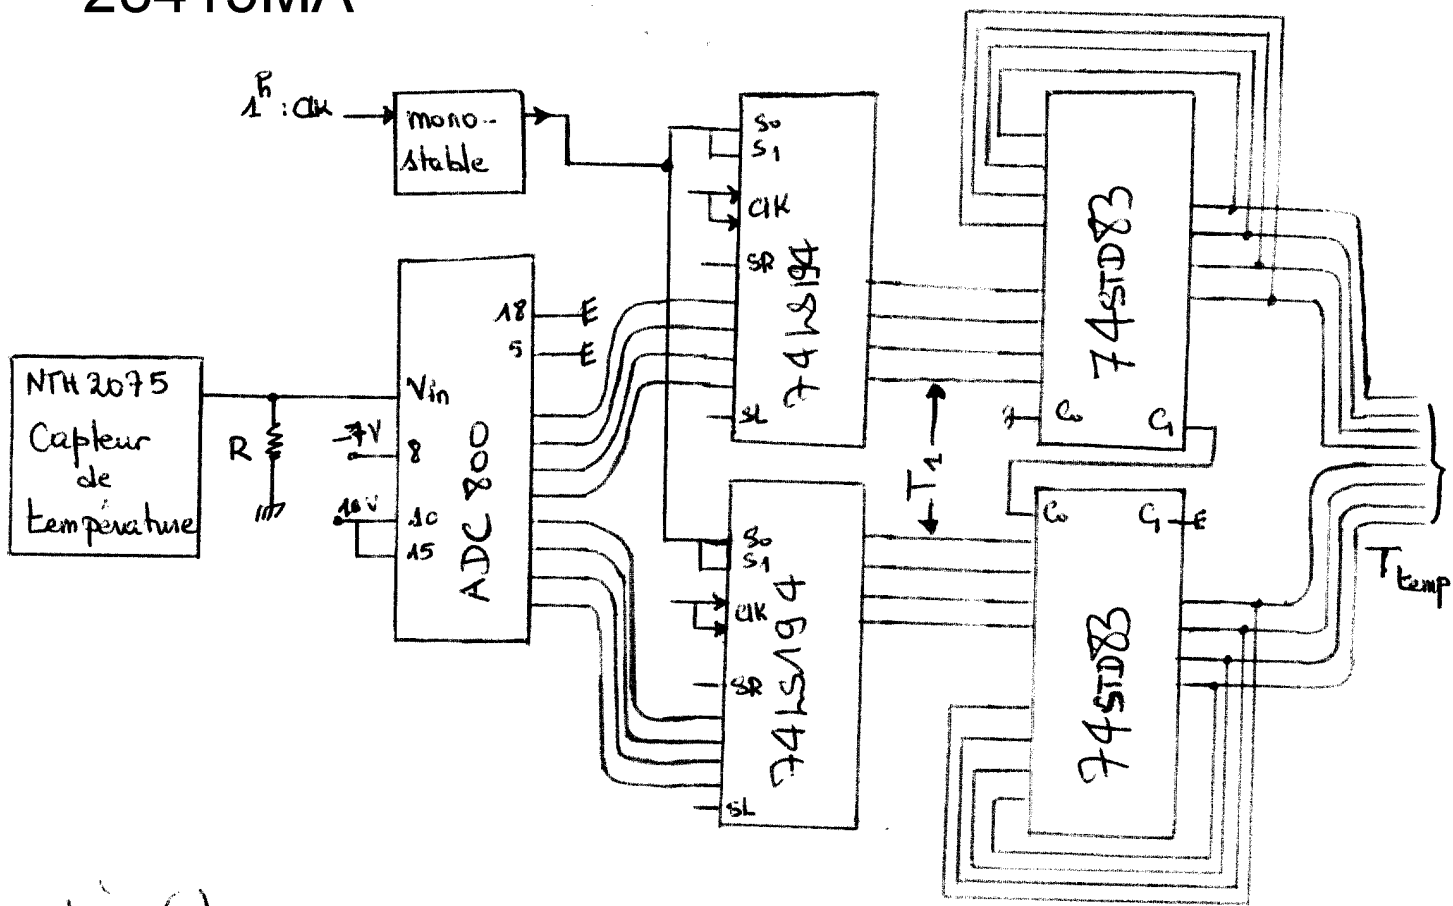 1h : Clk
mono-
stable
S0
S1
ClK
SR
SL
74LS194
74STD83
C0
C1
18 E
5 E
Vin
-7V
8
10V
10
15
ADC 800
NTH 2075
Capteur
de
température
R
T1
S0
S1
ClK
SR
SL
74LS194
C0
C1 E
74STD83
Ttemp